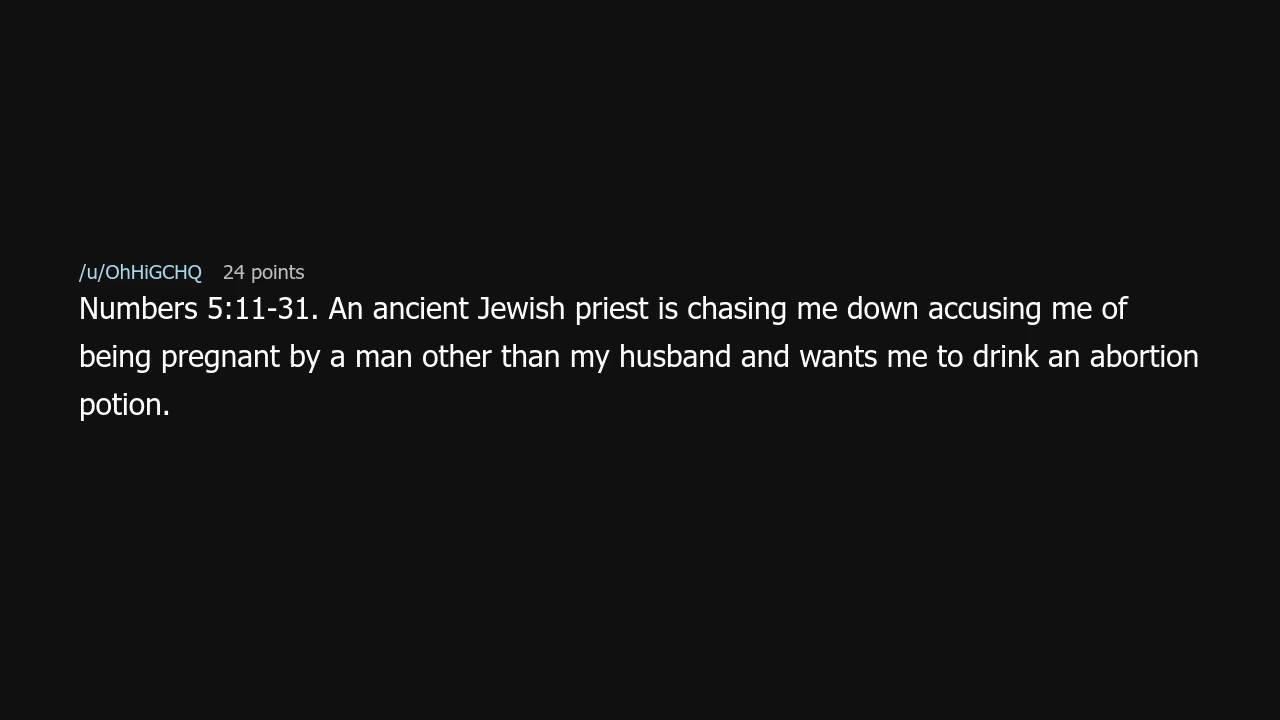 /u/OhHiGCHQ 24 points
Numbers 5:11-31. An ancient Jewish priest is chasing me down accusing me of
being pregnant by a man other than my husband and wants me to drink an abortion
potion.